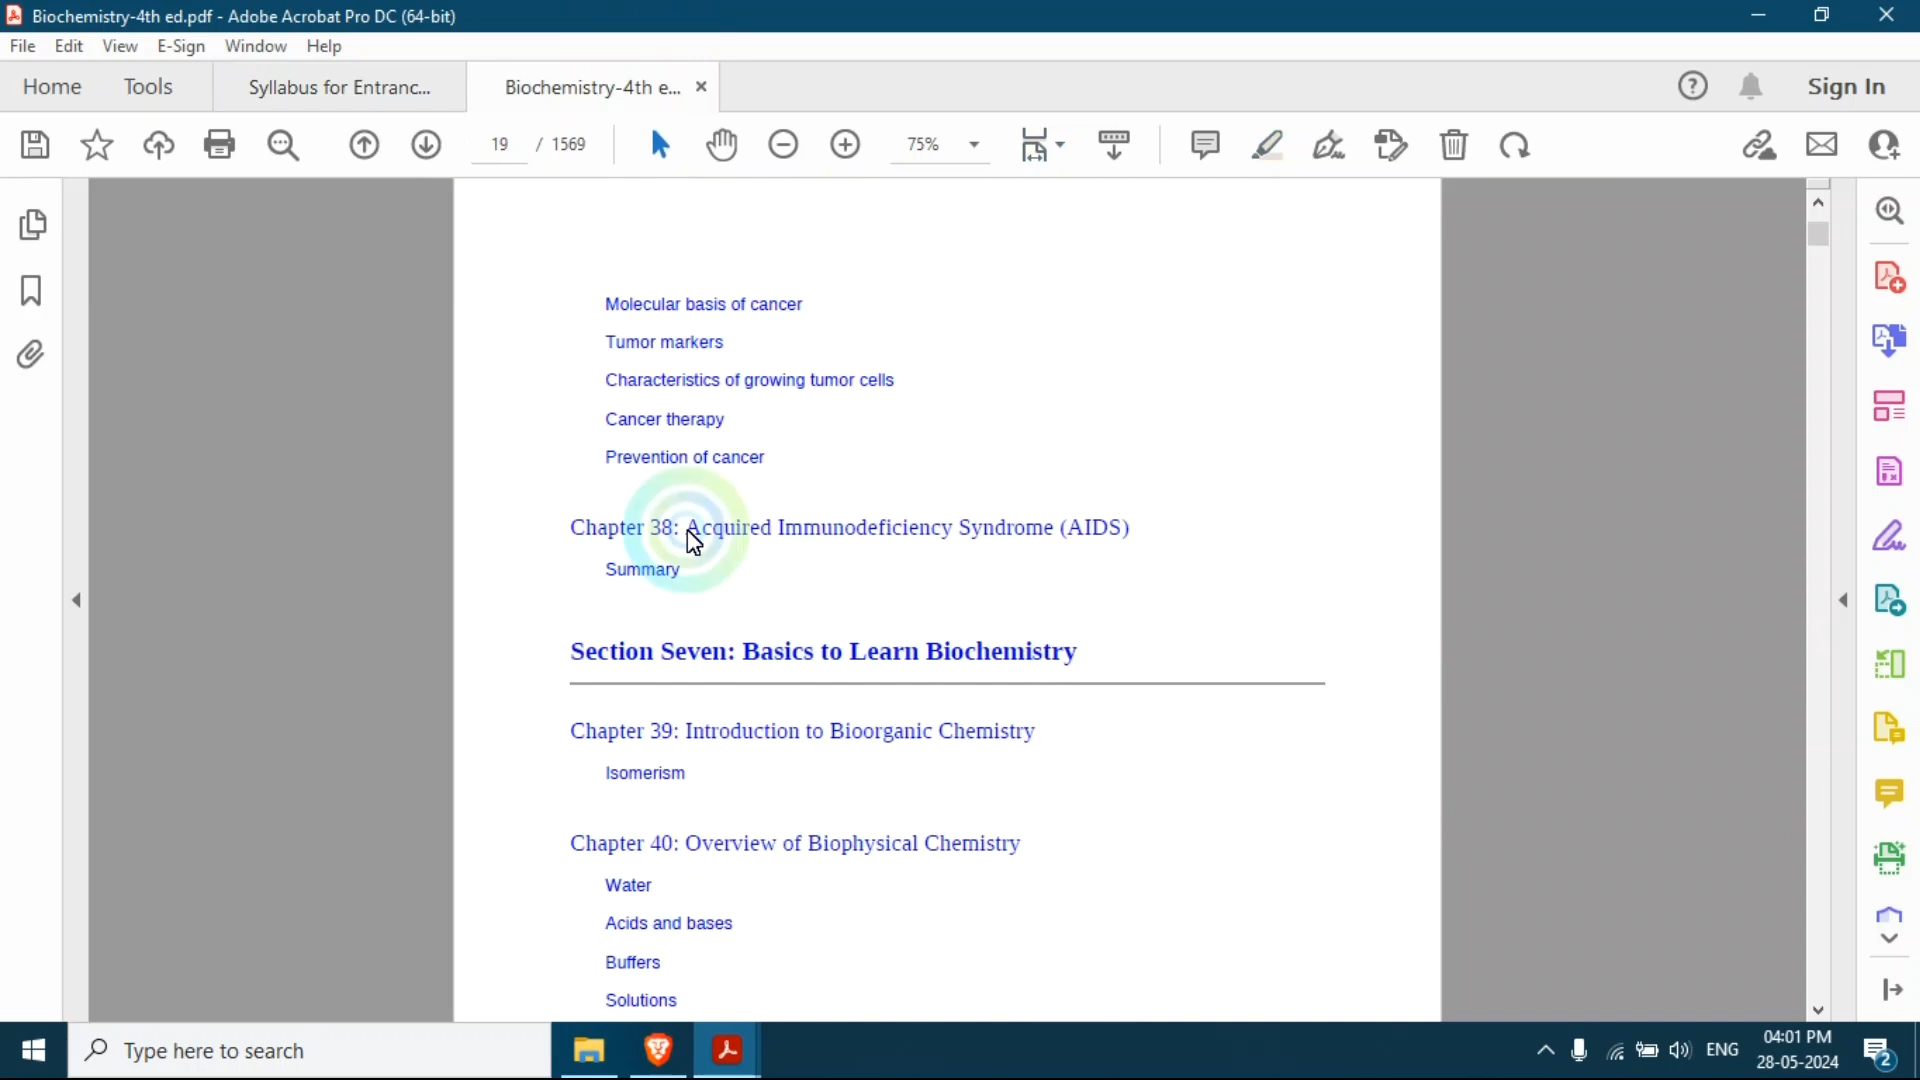 Biochemistry-4th ed.pdf - Adobe Acrobat Pro DC (64-bit)
File Edit View E-Sign Window Help
Home Tools Syllabus for Entranc... Biochemistry-4th e... Sign In
19 / 1569 75%
Molecular basis of cancer
Tumor markers
Characteristics of growing tumor cells
Cancer therapy
Prevention of cancer
Chapter 38: Acquired Immunodeficiency Syndrome (AIDS)
Summary
Section Seven: Basics to Learn Biochemistry
Chapter 39: Introduction to Bioorganic Chemistry
Isomerism
Chapter 40: Overview of Biophysical Chemistry
Water
Acids and bases
Buffers
Solutions
Type here to search
ENG
04:01 PM
28-05-2024
2